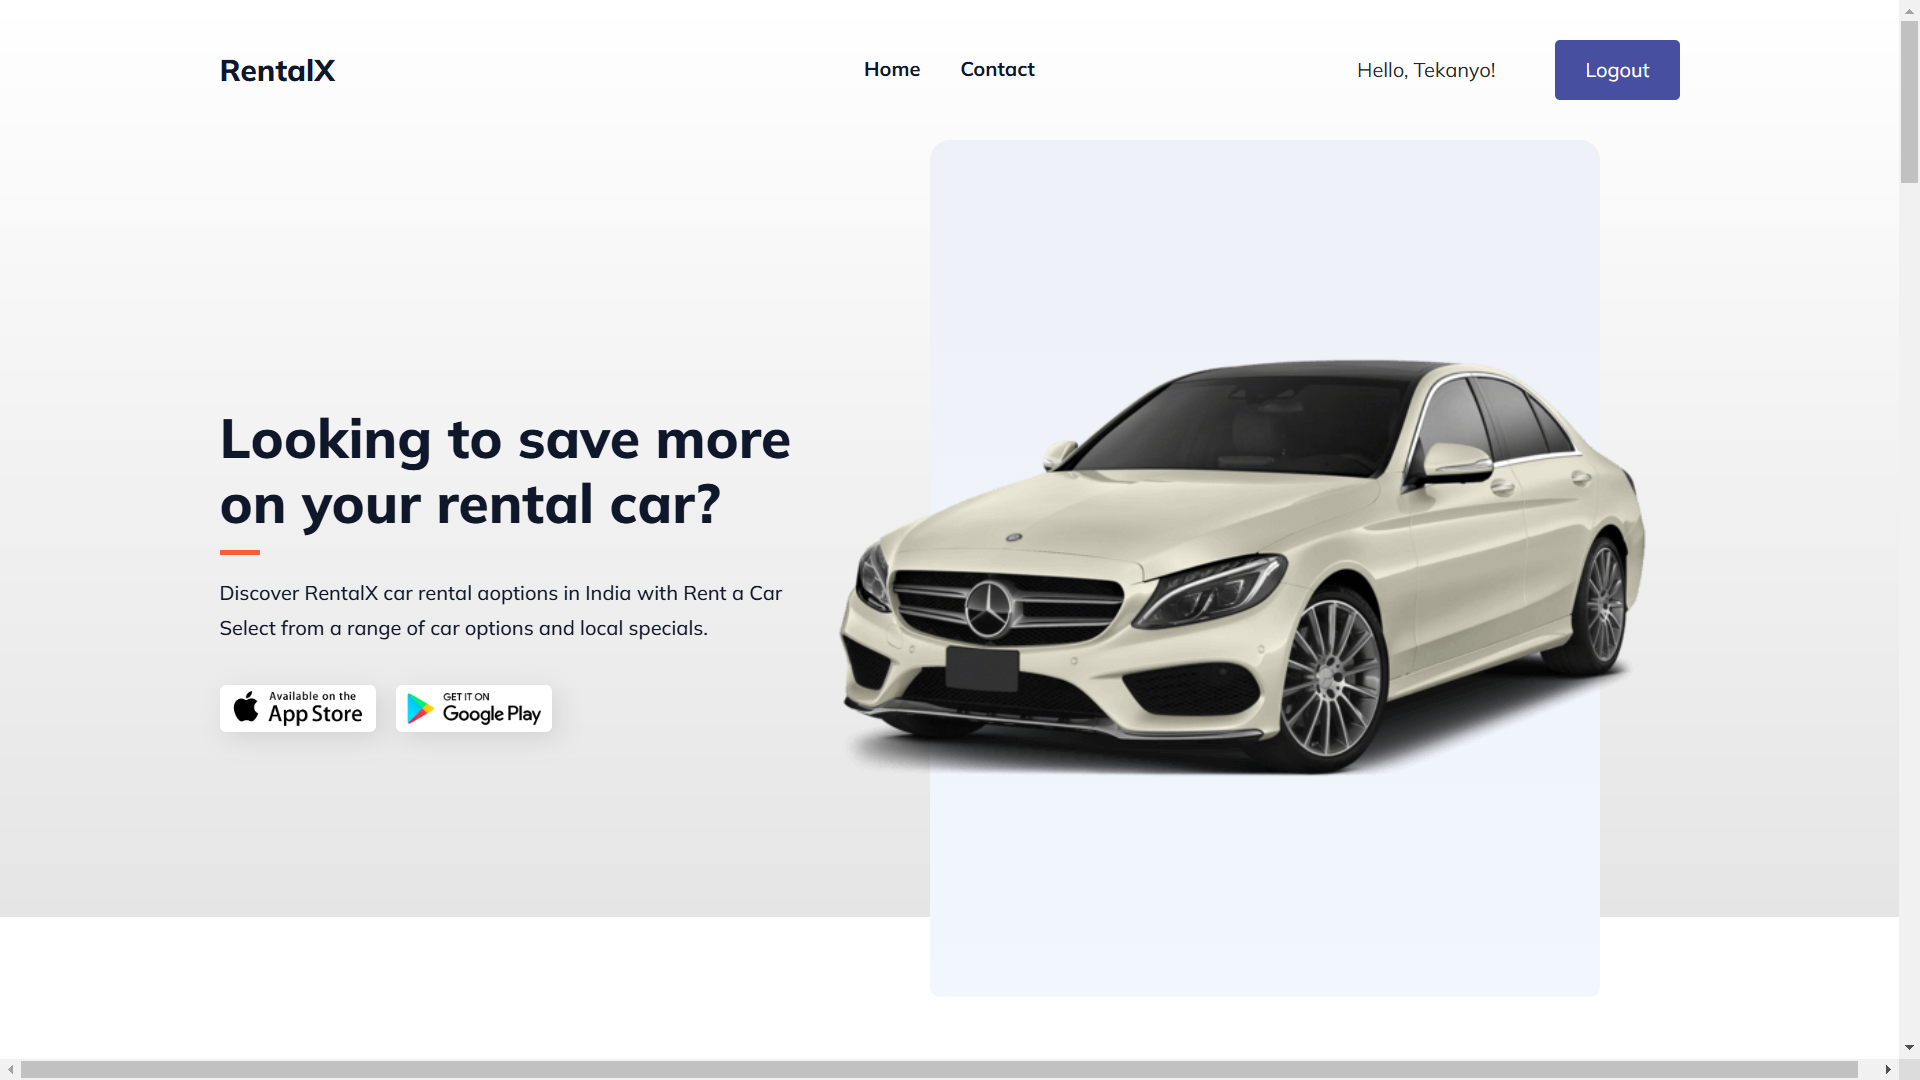 RentalX
Home
Contact
Hello, Tekanyo!
Logout
Looking to save more
on your rental car?
Discover RentalX car rental aoptions in India with Rent a Car
Select from a range of car options and local specials.
Available on the
App Store
GET IT ON
Google Play